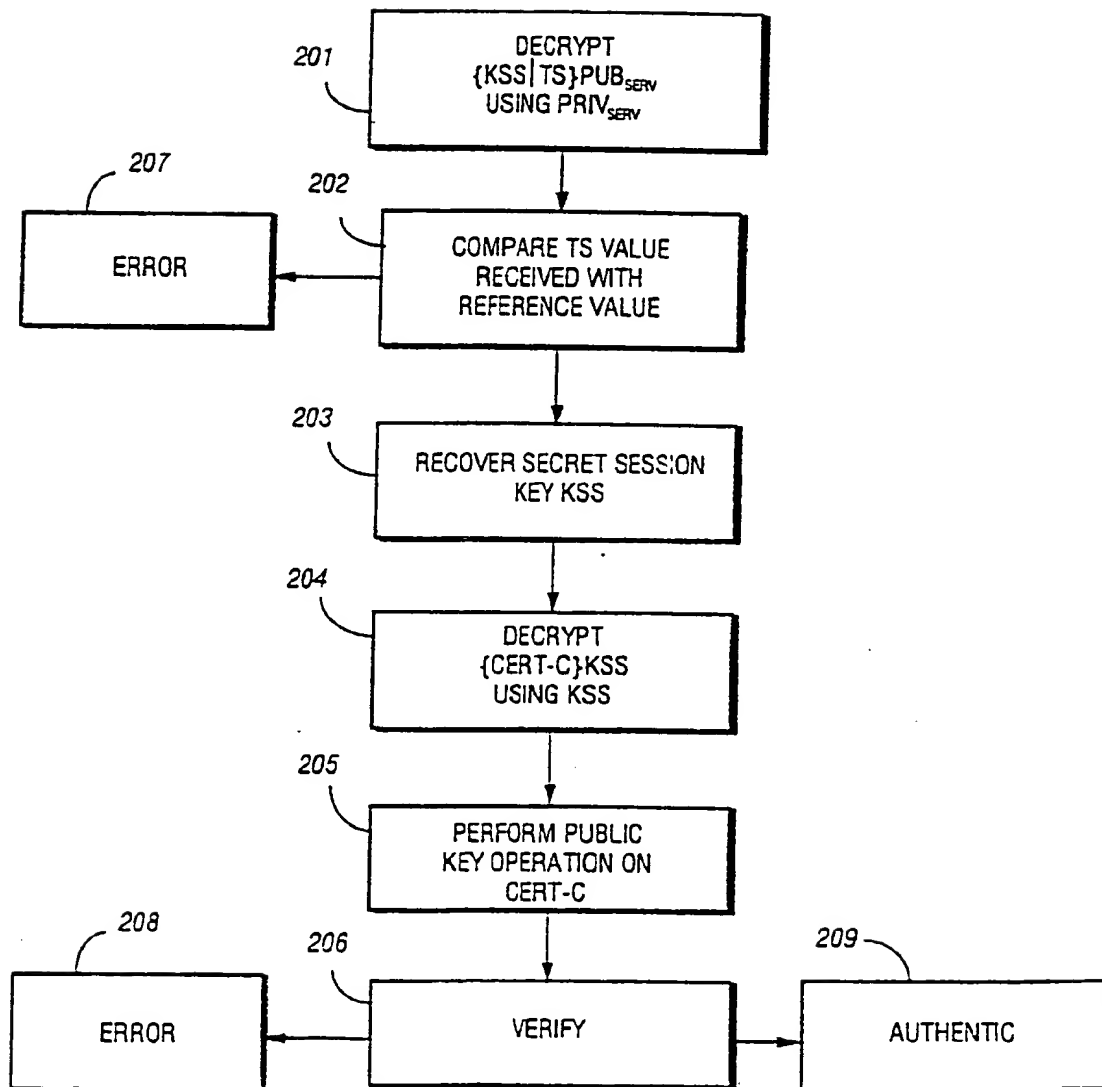 201
DECRYPT
{KSS|TS}PUB_SERV
USING PRIV_SERV
207
ERROR
202
COMPARE TS VALUE
RECEIVED WITH
REFERENCE VALUE
203
RECOVER SECRET SESSION
KEY KSS
204
DECRYPT
{CERT-C}KSS
USING KSS
205
PERFORM PUBLIC
KEY OPERATION ON
CERT-C
208
ERROR
206
VERIFY
209
AUTHENTIC